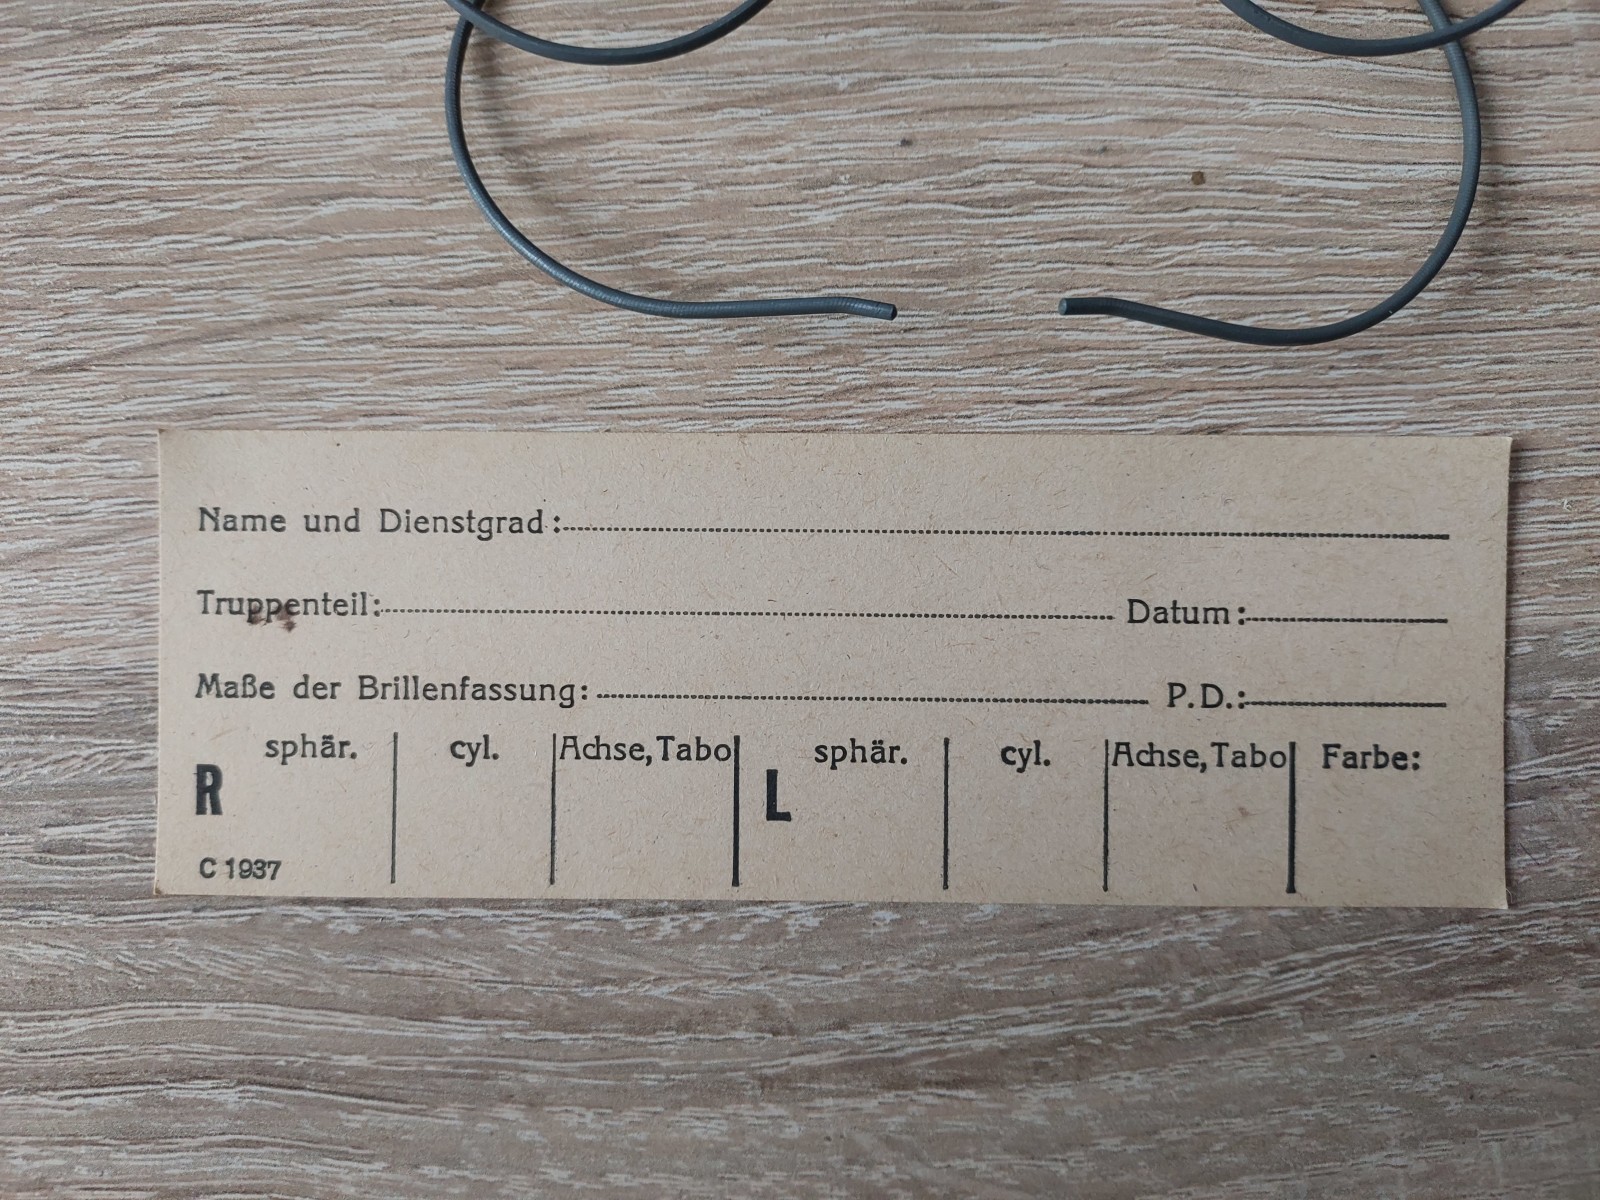 Name und Dienstgrad:
Truppenteil: Datum:
Maße der Brillenfassung: P.D.:
R sphär. cyl. Achse, Tabo L sphär. cyl. Achse, Tabo Farbe:
C 1937